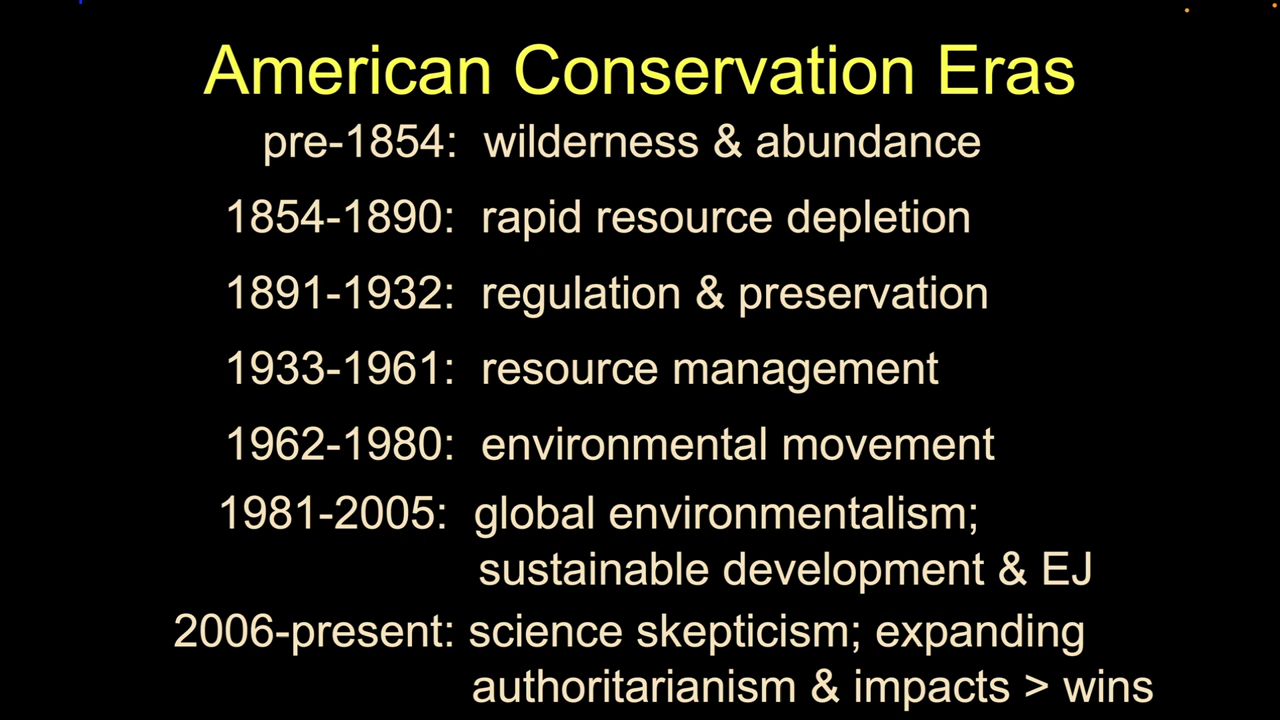 American Conservation Eras
pre-1854: wilderness & abundance
1854-1890: rapid resource depletion
1891-1932: regulation & preservation
1933-1961: resource management
1962-1980: environmental movement
1981-2005: global environmentalism;
sustainable development & EJ
2006-present: science skepticism; expanding
authoritarianism & impacts > wins